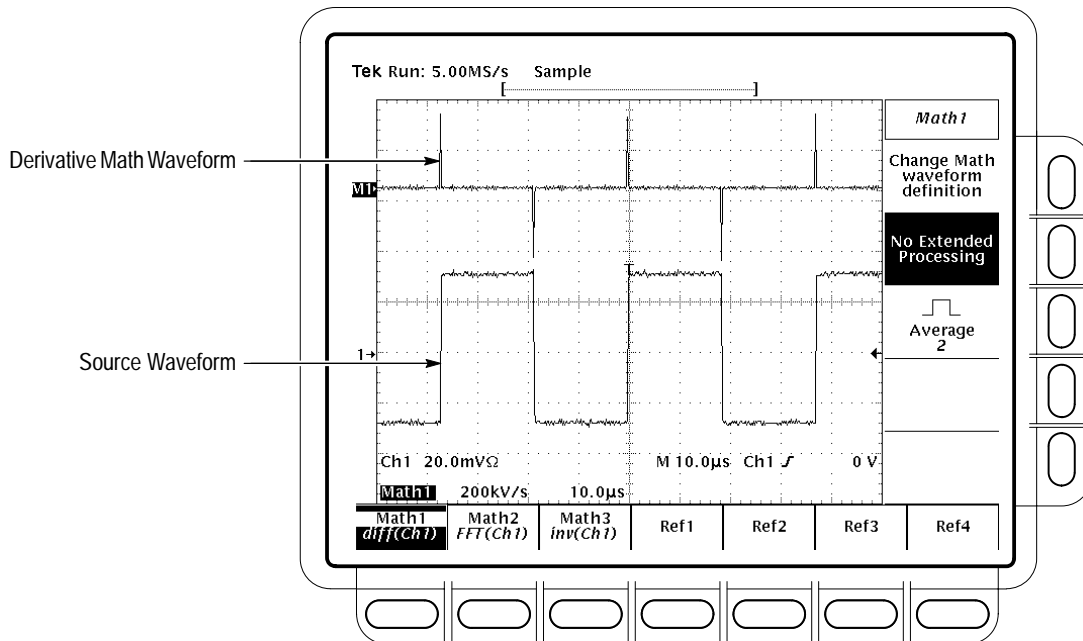 Tek Run: 5.00MS/s Sample
[ ]
Math1
Derivative Math Waveform
Change Math
waveform
definition
M1
No Extended
Processing
T
Average
2
Source Waveform
1
Ch1 20.0mVΩ M 10.0µs Ch1 0 V
Math1 200kV/s 10.0µs
Math1
diff(Ch1)
Math2
FFT(Ch1)
Math3
inv(Ch1)
Ref1
Ref2
Ref3
Ref4